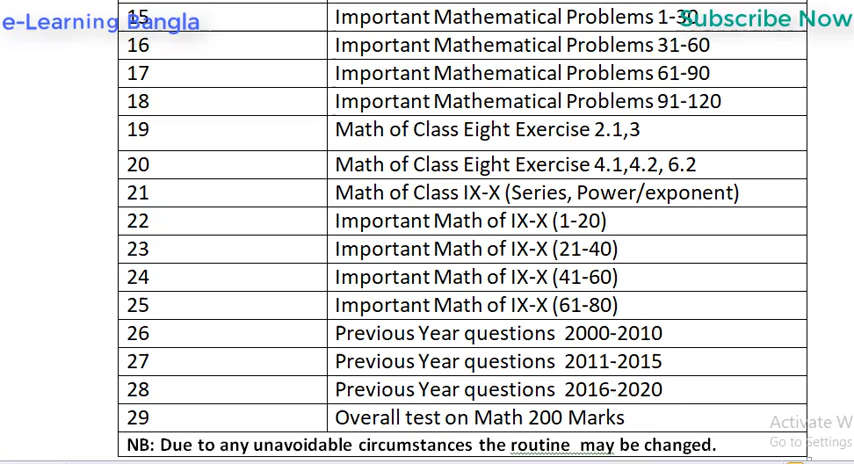 15 Important Mathematical Problems 1-30
e-Learning Bangla
Subscribe Now
16 Important Mathematical Problems 31-60
17 Important Mathematical Problems 61-90
18 Important Mathematical Problems 91-120
19 Math of Class Eight Exercise 2.1,3
20 Math of Class Eight Exercise 4.1,4.2, 6.2
21 Math of Class IX-X (Series, Power/exponent)
22 Important Math of IX-X (1-20)
23 Important Math of IX-X (21-40)
24 Important Math of IX-X (41-60)
25 Important Math of IX-X (61-80)
26 Previous Year questions 2000-2010
27 Previous Year questions 2011-2015
28 Previous Year questions 2016-2020
29 Overall test on Math 200 Marks
Activate W
Go to Settings
NB: Due to any unavoidable circumstances the routine may be changed.